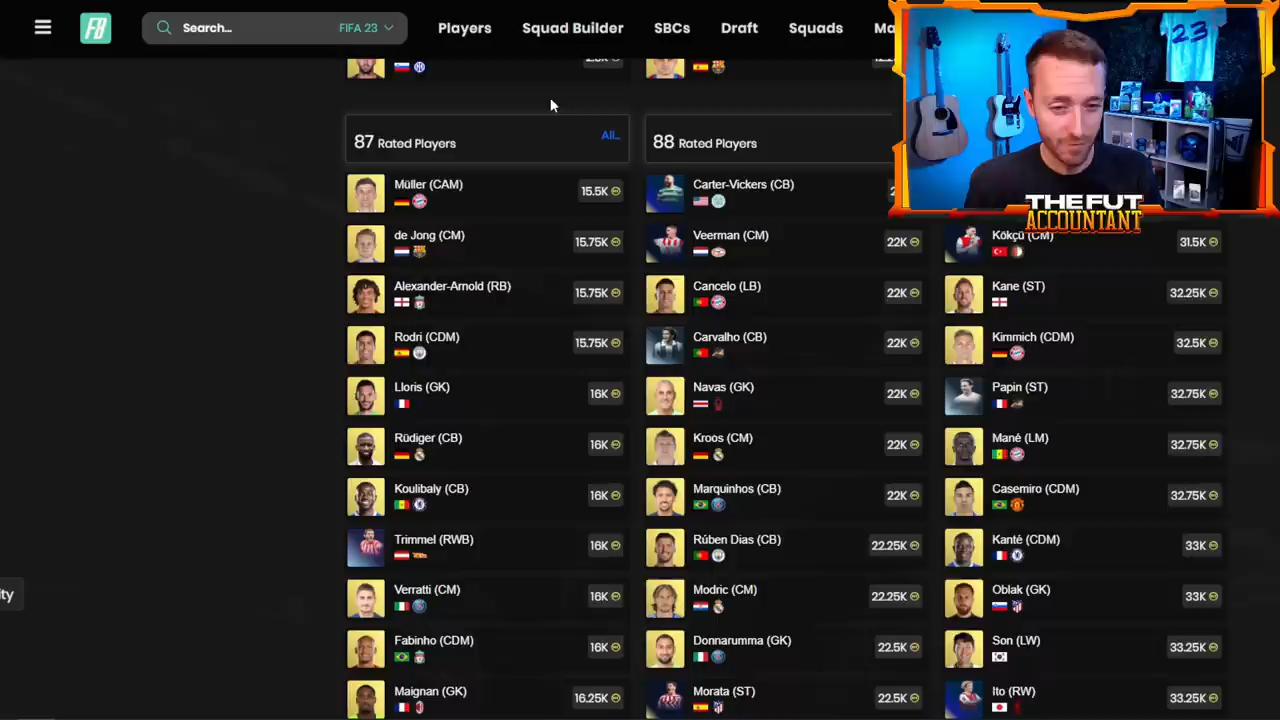 FB
Search...
FIFA 23
Players
Squad Builder
SBCs
Draft
Squads
23
THE FUT
ACCOUNTANT
87 Rated Players
All...
88 Rated Players
Müller (CAM)
15.5K
Carter-Vickers (CB)
de Jong (CM)
15.75K
Veerman (CM)
22K
Kökçü (CM)
31.5K
Alexander-Arnold (RB)
15.75K
Cancelo (LB)
22K
Kane (ST)
32.25K
Rodri (CDM)
15.75K
Carvalho (CB)
22K
Kimmich (CDM)
32.5K
Lloris (GK)
16K
Navas (GK)
22K
Papin (ST)
32.75K
Rüdiger (CB)
16K
Kroos (CM)
22K
Mané (LM)
32.75K
Koulibaly (CB)
16K
Marquinhos (CB)
22K
Casemiro (CDM)
32.75K
Trimmel (RWB)
16K
Rúben Dias (CB)
22.25K
Kanté (CDM)
33K
ty
Verratti (CM)
16K
Modric (CM)
22.25K
Oblak (GK)
33K
Fabinho (CDM)
16K
Donnarumma (GK)
22.5K
Son (LW)
33.25K
Maignan (GK)
16.25K
Morata (ST)
22.5K
Ito (RW)
33.25K